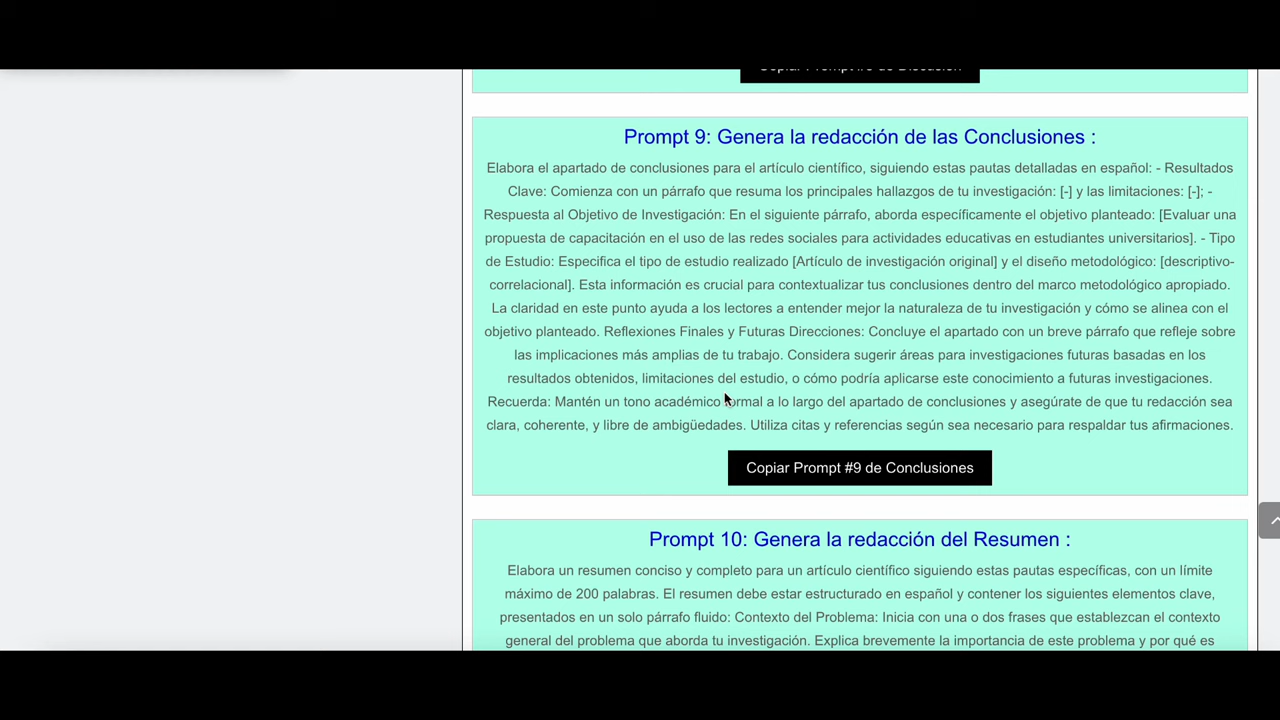 Copiar Prompt #8 de Discusión
Prompt 9: Genera la redacción de las Conclusiones :
Elabora el apartado de conclusiones para el artículo científico, siguiendo estas pautas detalladas en español: - Resultados
Clave: Comienza con un párrafo que resuma los principales hallazgos de tu investigación: [-] y las limitaciones: [-]; -
Respuesta al Objetivo de Investigación: En el siguiente párrafo, aborda específicamente el objetivo planteado: [Evaluar una
propuesta de capacitación en el uso de las redes sociales para actividades educativas en estudiantes universitarios]. - Tipo
de Estudio: Especifica el tipo de estudio realizado [Artículo de investigación original] y el diseño metodológico: [descriptivo-
correlacional]. Esta información es crucial para contextualizar tus conclusiones dentro del marco metodológico apropiado.
La claridad en este punto ayuda a los lectores a entender mejor la naturaleza de tu investigación y cómo se alinea con el
objetivo planteado. Reflexiones Finales y Futuras Direcciones: Concluye el apartado con un breve párrafo que refleje sobre
las implicaciones más amplias de tu trabajo. Considera sugerir áreas para investigaciones futuras basadas en los
resultados obtenidos, limitaciones del estudio, o cómo podría aplicarse este conocimiento a futuras investigaciones.
Recuerda: Mantén un tono académico formal a lo largo del apartado de conclusiones y asegúrate de que tu redacción sea
clara, coherente, y libre de ambigüedades. Utiliza citas y referencias según sea necesario para respaldar tus afirmaciones.
Copiar Prompt #9 de Conclusiones
Prompt 10: Genera la redacción del Resumen :
Elabora un resumen conciso y completo para un artículo científico siguiendo estas pautas específicas, con un límite
máximo de 200 palabras. El resumen debe estar estructurado en español y contener los siguientes elementos clave,
presentados en un solo párrafo fluido: Contexto del Problema: Inicia con una o dos frases que establezcan el contexto
general del problema que aborda tu investigación. Explica brevemente la importancia de este problema y por qué es